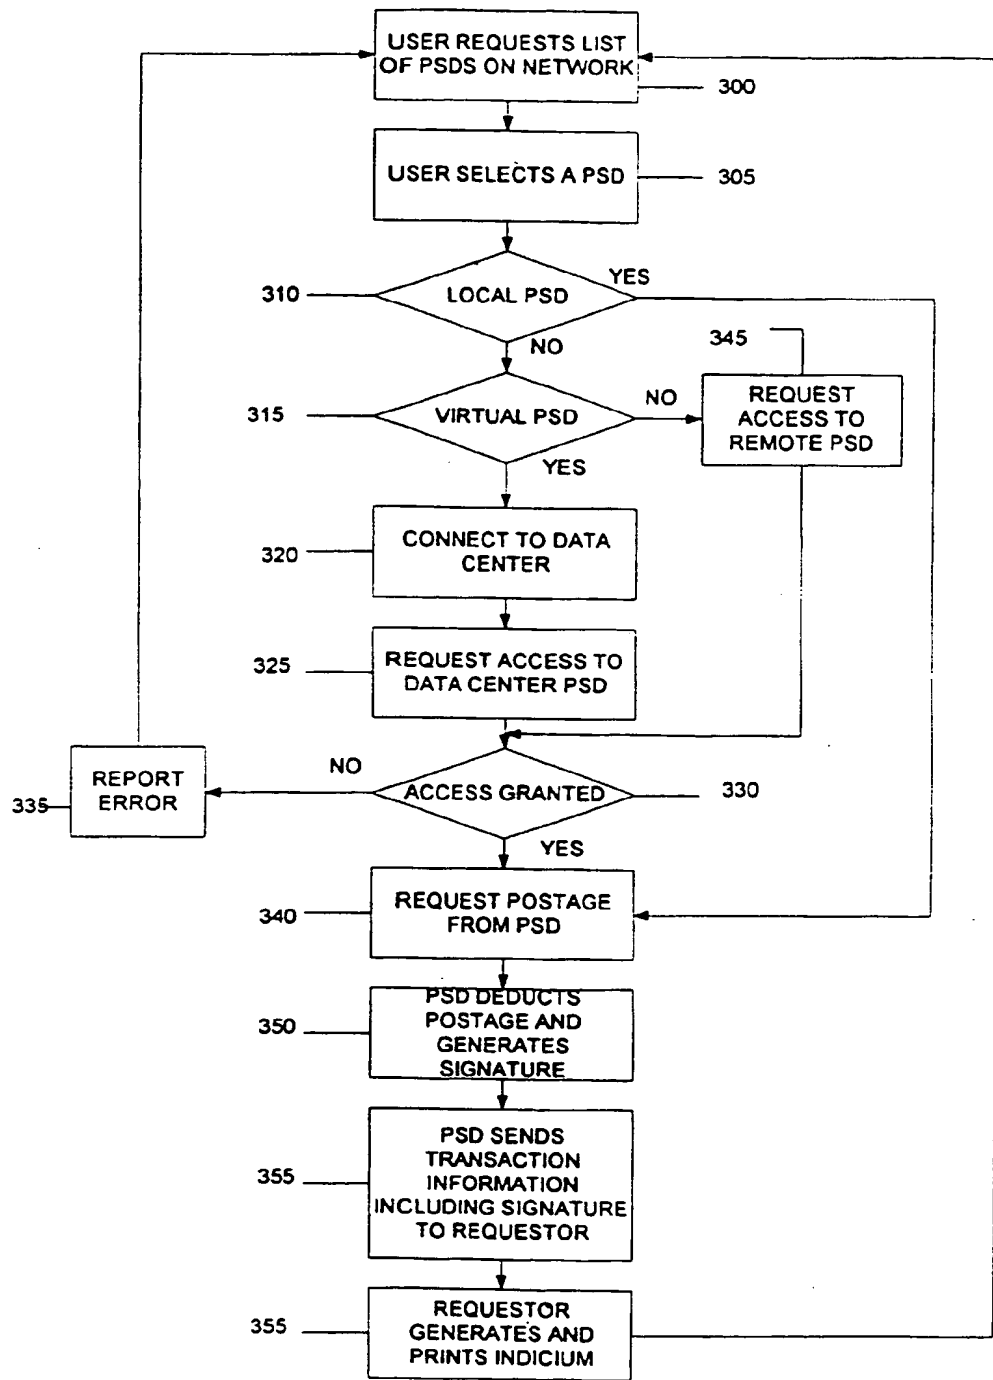 USER REQUESTS LIST
OF PSDS ON NETWORK
300
USER SELECTS A PSD
305
310
LOCAL PSD
YES
NO
345
315
VIRTUAL PSD
NO
REQUEST
ACCESS TO
REMOTE PSD
YES
320
CONNECT TO DATA
CENTER
325
REQUEST ACCESS TO
DATA CENTER PSD
NO
REPORT
ERROR
335
ACCESS GRANTED
330
YES
340
REQUEST POSTAGE
FROM PSD
350
PSD DEDUCTS
POSTAGE AND
GENERATES
SIGNATURE
355
PSD SENDS
TRANSACTION
INFORMATION
INCLUDING SIGNATURE
TO REQUESTOR
355
REQUESTOR
GENERATES AND
PRINTS INDICIUM